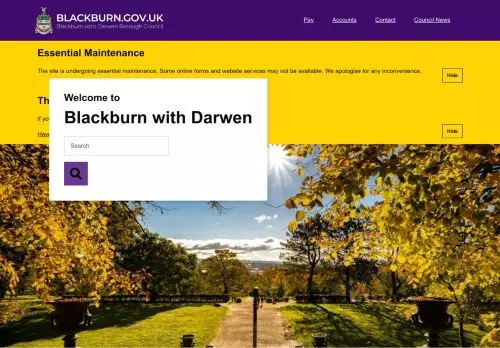 BLACKBURN.GOV.UK
Blackburn with Darwen Borough Council
Pay
Accounts
Contact
Council News
Essential Maintenance
The site is undergoing essential maintenance. Some online forms and website services may not be available. We apologise for any inconvenience.
Hide
Th
If yo
Have
Hide
Welcome to
Blackburn with Darwen
Search